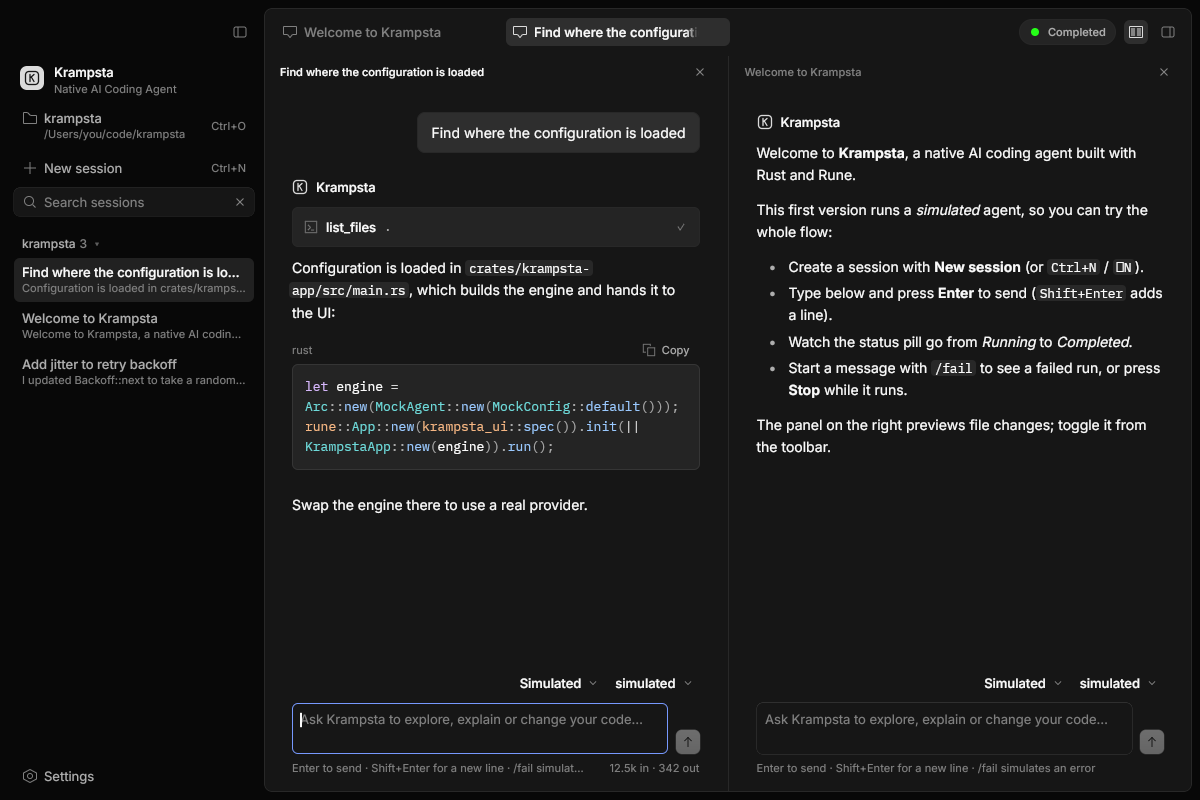 Krampsta
Native AI Coding Agent
krampsta
/Users/you/code/krampsta
Ctrl+O
New session
Ctrl+N
Search sessions
krampsta 3
Find where the configuration is lo...
Configuration is loaded in crates/kramps...
Welcome to Krampsta
Welcome to Krampsta, a native AI codin...
Add jitter to retry backoff
I updated Backoff::next to take a random...
Settings
Welcome to Krampsta
Find where the configurati
Completed
Find where the configuration is loaded
Find where the configuration is loaded
K Krampsta
list_files .
Configuration is loaded in crates/krampsta-
app/src/main.rs, which builds the engine and hands it to
the UI:
rust
Copy
let engine =
Arc::new(MockAgent::new(MockConfig::default()));
rune::App::new(krampsta_ui::spec()).init(||
KrampstaApp::new(engine)).run();
Swap the engine there to use a real provider.
Simulated
simulated
Ask Krampsta to explore, explain or change your code...
Enter to send · Shift+Enter for a new line · /fail simulat...
12.5k in · 342 out
Welcome to Krampsta
K Krampsta
Welcome to Krampsta, a native AI coding agent built with
Rust and Rune.
This first version runs a simulated agent, so you can try the
whole flow:
• Create a session with New session (or Ctrl+N / ⌷N).
• Type below and press Enter to send (Shift+Enter adds
a line).
• Watch the status pill go from Running to Completed.
• Start a message with /fail to see a failed run, or press
Stop while it runs.
The panel on the right previews file changes; toggle it from
the toolbar.
Simulated
simulated
Ask Krampsta to explore, explain or change your code...
Enter to send · Shift+Enter for a new line · /fail simulates an error